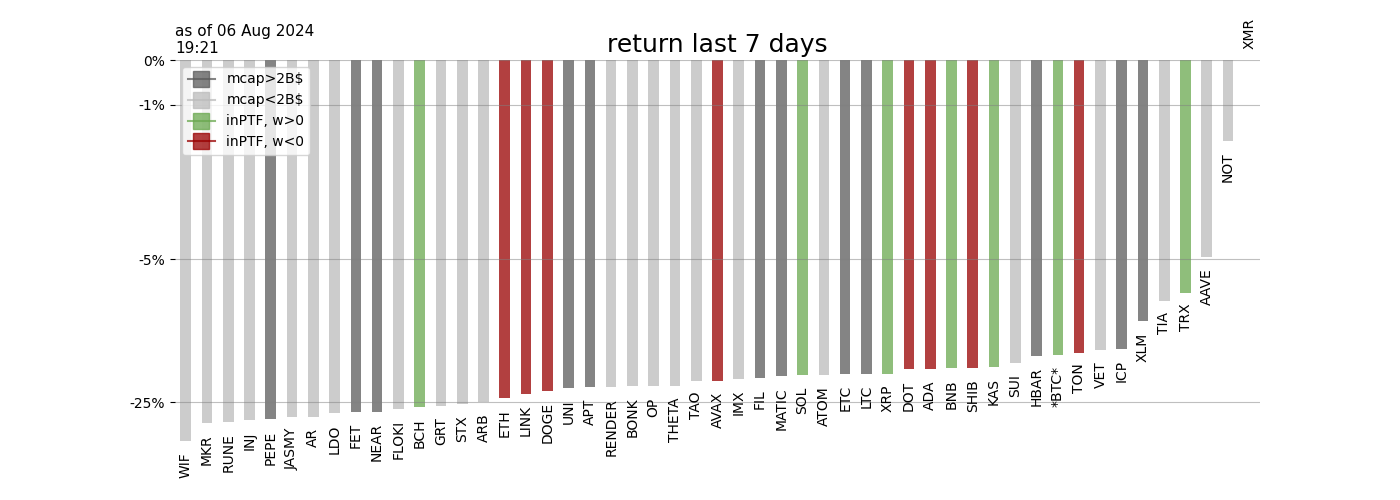 as of 06 Aug 2024
19:21
return last 7 days
XMR
0%
-1%
-5%
-25%
mcap>2B$
mcap<2B$
inPTF, w>0
inPTF, w<0
WIF
MKR
RUNE
INJ
PEPE
JASMY
AR
LDO
FET
NEAR
FLOKI
BCH
GRT
STX
ARB
ETH
LINK
DOGE
UNI
APT
RENDER
BONK
OP
THETA
TAO
AVAX
IMX
FIL
MATIC
SOL
ATOM
ETC
LTC
XRP
DOT
ADA
BNB
SHIB
KAS
SUI
HBAR
*BTC*
TON
VET
ICP
XLM
TIA
TRX
AAVE
NOT